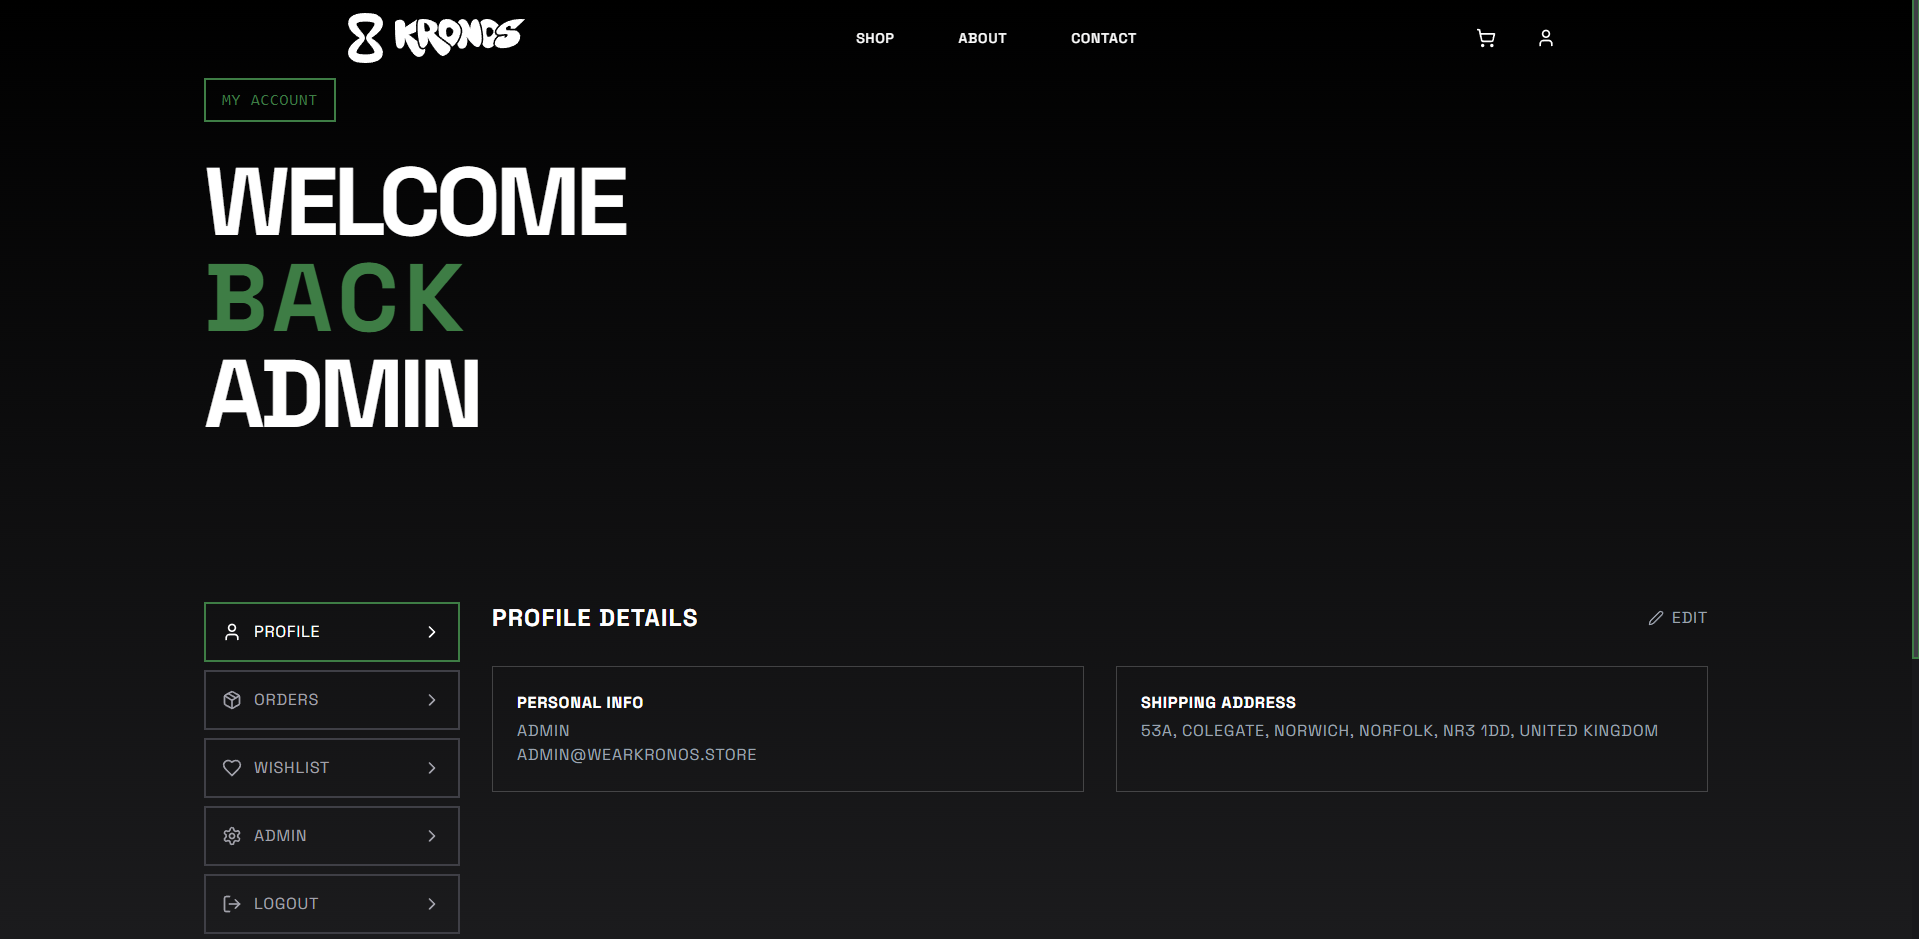 KRONOS
SHOP
ABOUT
CONTACT
MY ACCOUNT
WELCOME
BACK
ADMIN
PROFILE
ORDERS
WISHLIST
ADMIN
LOGOUT
PROFILE DETAILS
EDIT
PERSONAL INFO
ADMIN
ADMIN@WEARKRONOS.STORE
SHIPPING ADDRESS
53A, COLEGATE, NORWICH, NORFOLK, NR3 1DD, UNITED KINGDOM